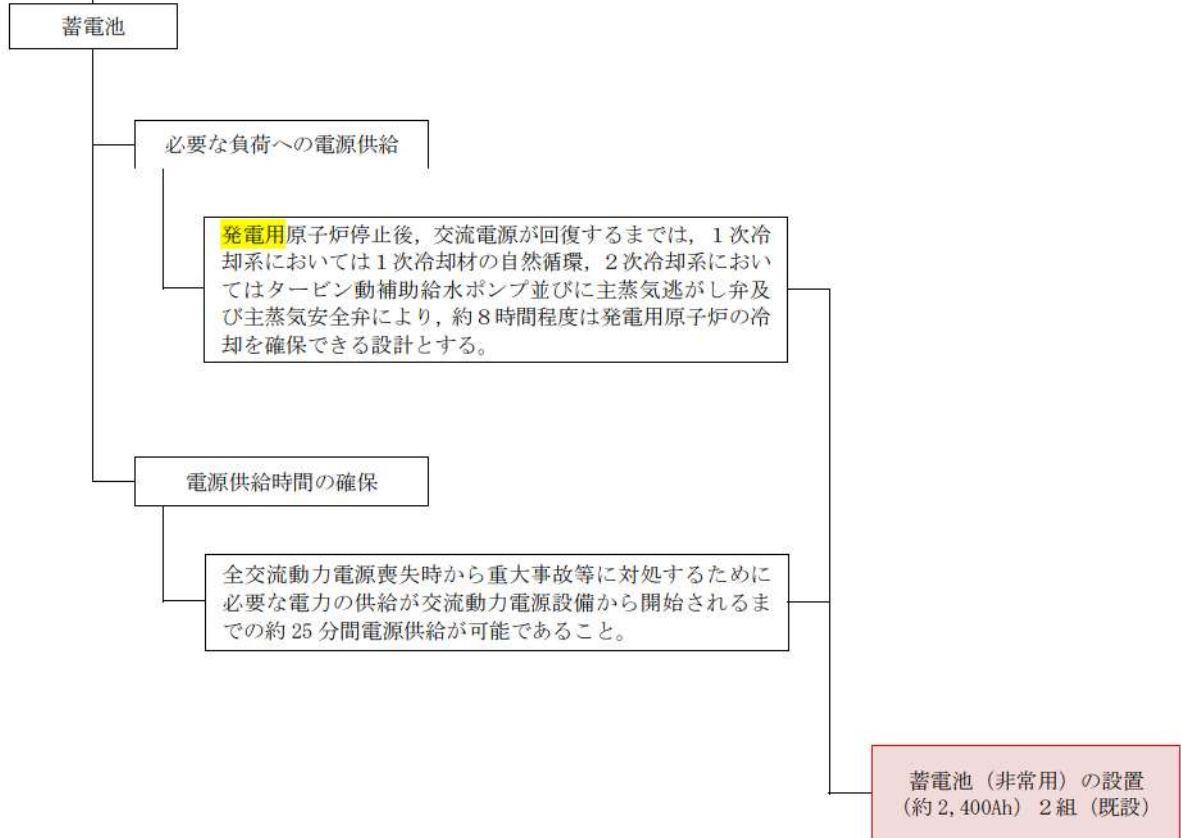 蓄電池
必要な負荷への電源供給
発電用原子炉停止後，交流電源が回復するまでは，１次冷
却系においては１次冷却材の自然循環，２次冷却系におい
てはタービン動補助給水ポンプ並びに主蒸気逃がし弁及
び主蒸気安全弁により，約８時間程度は発電用原子炉の冷
却を確保できる設計とする。
電源供給時間の確保
全交流動力電源喪失時から重大事故等に対処するために
必要な電力の供給が交流動力電源設備から開始されるま
での約 25 分間電源供給が可能であること。
蓄電池（非常用）の設置
（約 2,400Ah）２組（既設）